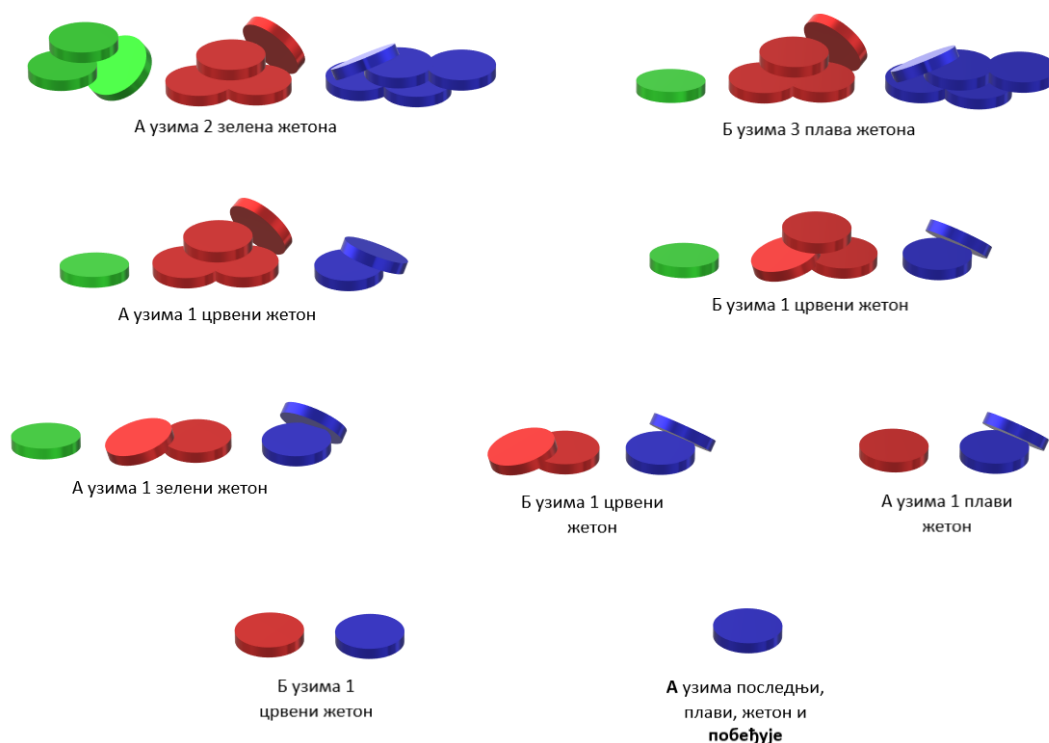 А узима 2 зелена жетона
Б узима 3 плава жетона
А узима 1 црвени жетон
Б узима 1 црвени жетон
А узима 1 зелени жетон
Б узима 1 црвени
жетон
А узима 1 плави
жетон
Б узима 1
црвени жетон
А узима последњи,
плави, жетон и
побеђује